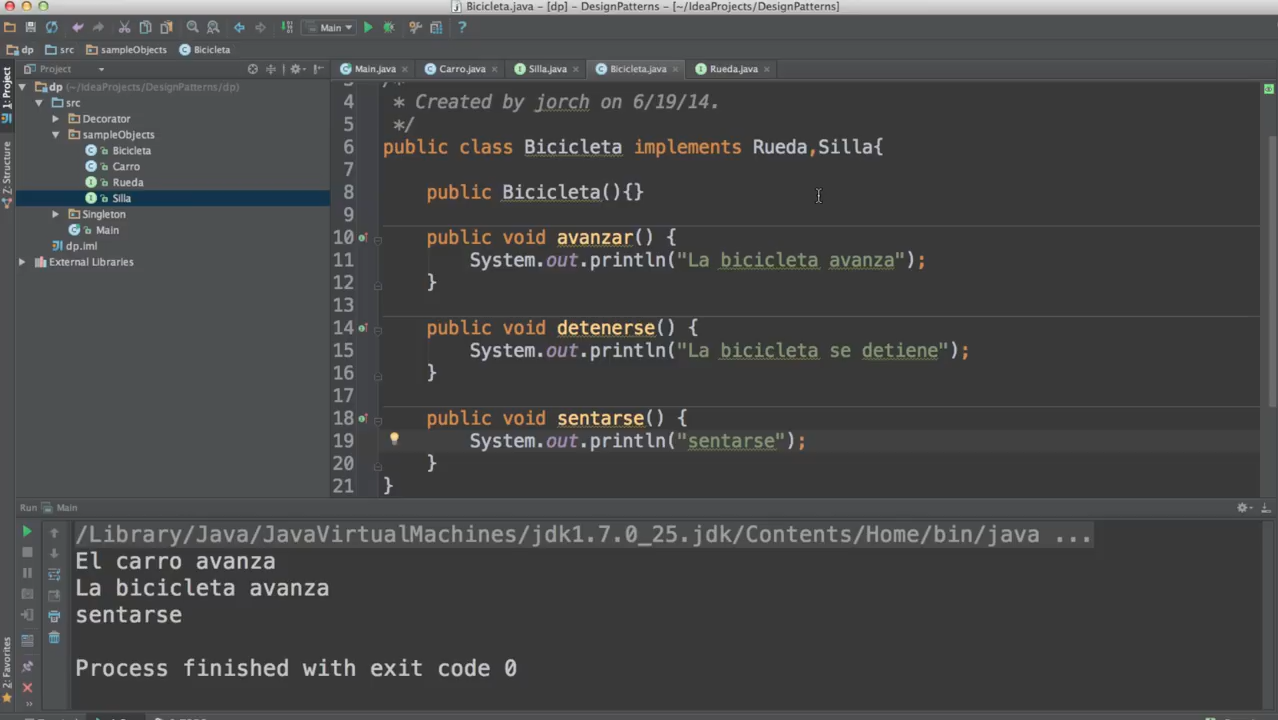 Bicicleta.java - [dp] - DesignPatterns - [~/IdeaProjects/DesignPatterns]
Main
dp src sampleObjects Bicicleta
Project
Main.java Carro.java Silla.java Bicicleta.java Rueda.java
1: Project
Z: Structure
2: Favorites
dp (~/IdeaProjects/DesignPatterns/dp)
src
Decorator
sampleObjects
Bicicleta
Carro
Rueda
Silla
Singleton
Main
dp.iml
External Libraries
4 * Created by jorch on 6/19/14.
5 */
6 public class Bicicleta implements Rueda,Silla{
7
8 public Bicicleta(){}
9
10 public void avanzar() {
11 System.out.println("La bicicleta avanza");
12 }
13
14 public void detenerse() {
15 System.out.println("La bicicleta se detiene");
16 }
17
18 public void sentarse() {
19 System.out.println("sentarse");
20 }
21 }
Run Main
/Library/Java/JavaVirtualMachines/jdk1.7.0_25.jdk/Contents/Home/bin/java ...
El carro avanza
La bicicleta avanza
sentarse
Process finished with exit code 0